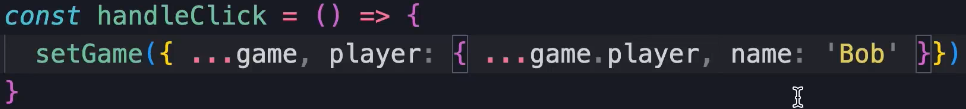 const handleClick = () => {
setGame({ ...game, player: { ...game.player, name: 'Bob' }})
}